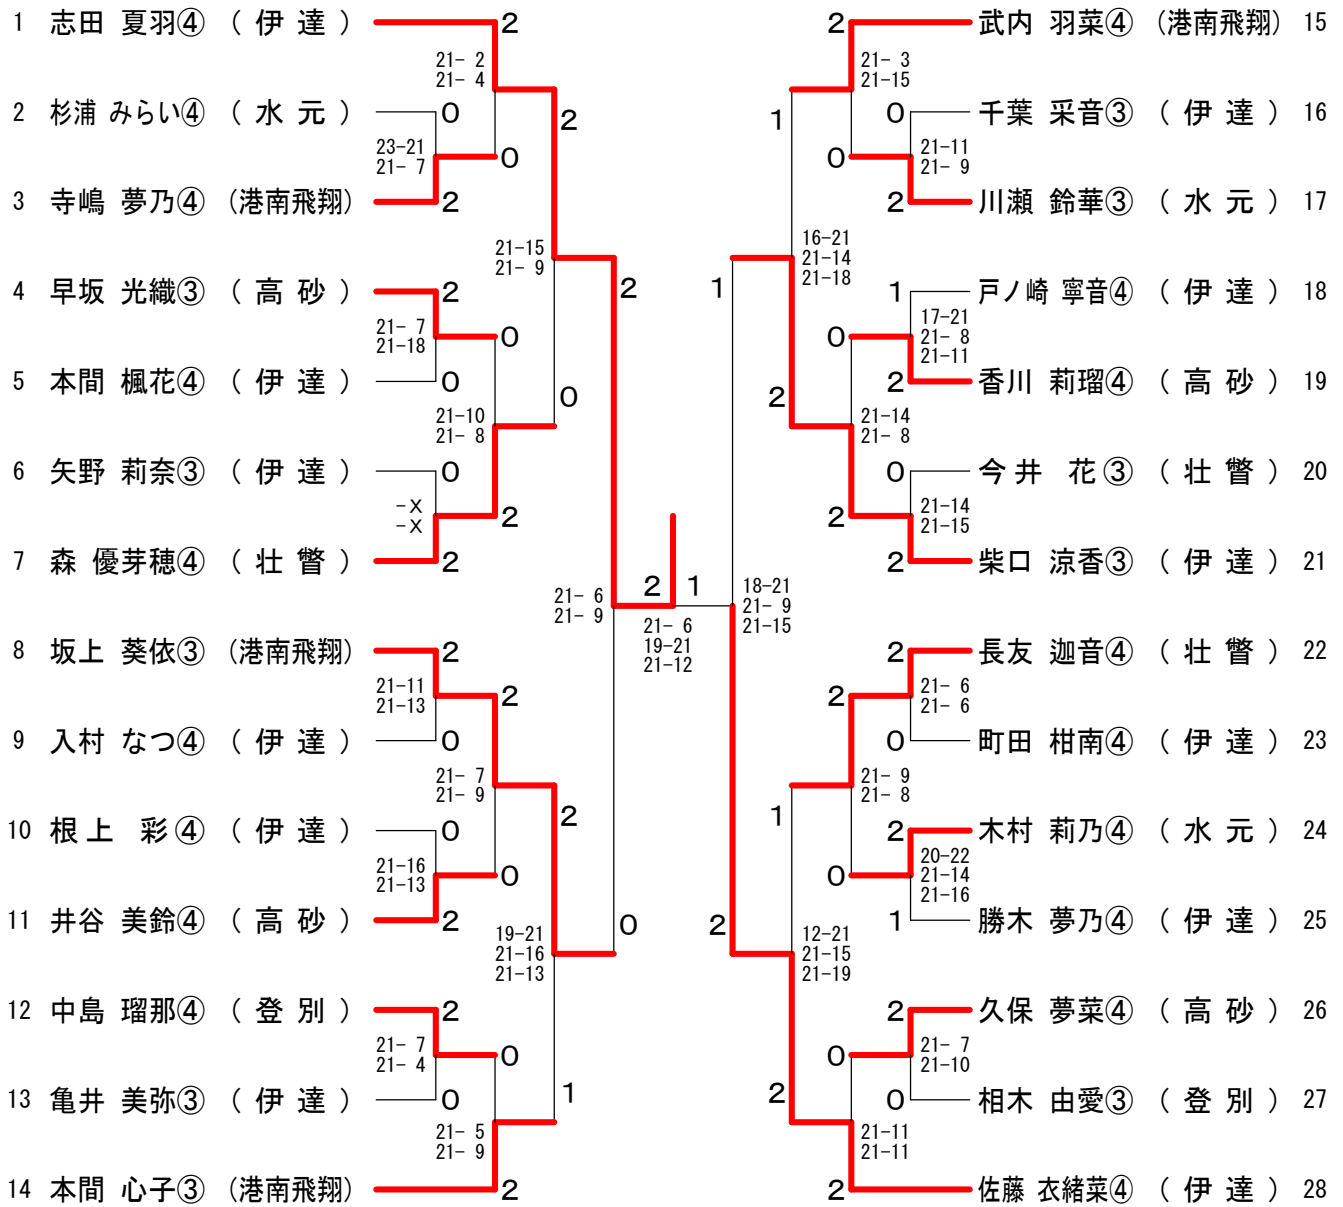 1 志田 夏羽④ （ 伊 達 ） 2 2 武内 羽菜④ （港南飛翔） 15
21- 2 21- 3
21- 4 21-15
2 杉浦 みらい④ （ 水 元 ） 0 2 1 0 千葉 采音③ （ 伊 達 ） 16
23-21 21-11
21- 7 0 0 21- 9
3 寺嶋 夢乃④ （港南飛翔） 2 2 川瀬 鈴華③ （ 水 元 ） 17
21-15 16-21
21- 9 21-14
21-18
4 早坂 光織③ （ 高 砂 ） 2 2 1 1 戸ノ崎 寧音④ （ 伊 達 ） 18
21- 7 17-21
21-18 0 0 21- 8
21-11
5 本間 楓花④ （ 伊 達 ） 0 0 2 2 香川 莉瑠④ （ 高 砂 ） 19
21-10 21-14
21- 8 21- 8
6 矢野 莉奈③ （ 伊 達 ） 0 0 今井 花③ （ 壮 瞥 ） 20
-X 21-14
-X 2 2 21-15
7 森 優芽穂④ （ 壮 瞥 ） 2 2 柴口 涼香③ （ 伊 達 ） 21
21- 6 2 1 18-21
21- 9 21- 9
21- 6 21-15
19-21
21-12
8 坂上 葵依③ （港南飛翔） 2 2 長友 迦音④ （ 壮 瞥 ） 22
21-11 21- 6
21-13 2 2 21- 6
9 入村 なつ④ （ 伊 達 ） 0 0 町田 柑南④ （ 伊 達 ） 23
21- 7 21- 9
21- 9 21- 8
10 根上 彩④ （ 伊 達 ） 0 2 1 2 木村 莉乃④ （ 水 元 ） 24
21-16 20-22
21-13 0 0 21-14
21-16
11 井谷 美鈴④ （ 高 砂 ） 2 0 2 1 勝木 夢乃④ （ 伊 達 ） 25
19-21 12-21
21-16 21-15
21-13 21-19
12 中島 瑠那④ （ 登 別 ） 2 2 久保 夢菜④ （ 高 砂 ） 26
21- 7 21- 7
21- 4 0 0 21-10
13 亀井 美弥③ （ 伊 達 ） 0 1 2 0 相木 由愛③ （ 登 別 ） 27
21- 5 21-11
21- 9 21-11
14 本間 心子③ （港南飛翔） 2 2 佐藤 衣緒菜④ （ 伊 達 ） 28